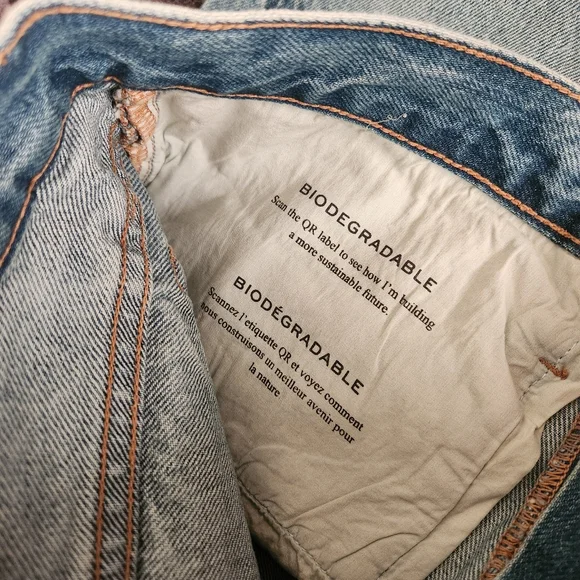 BIODEGRADABLE
Scan the QR label to see how I'm building
a more sustainable future.
BIODÉGRADABLE
Scannez l'etiquette QR et voyez comment
nous construisons un meilleur avenir pour
la nature